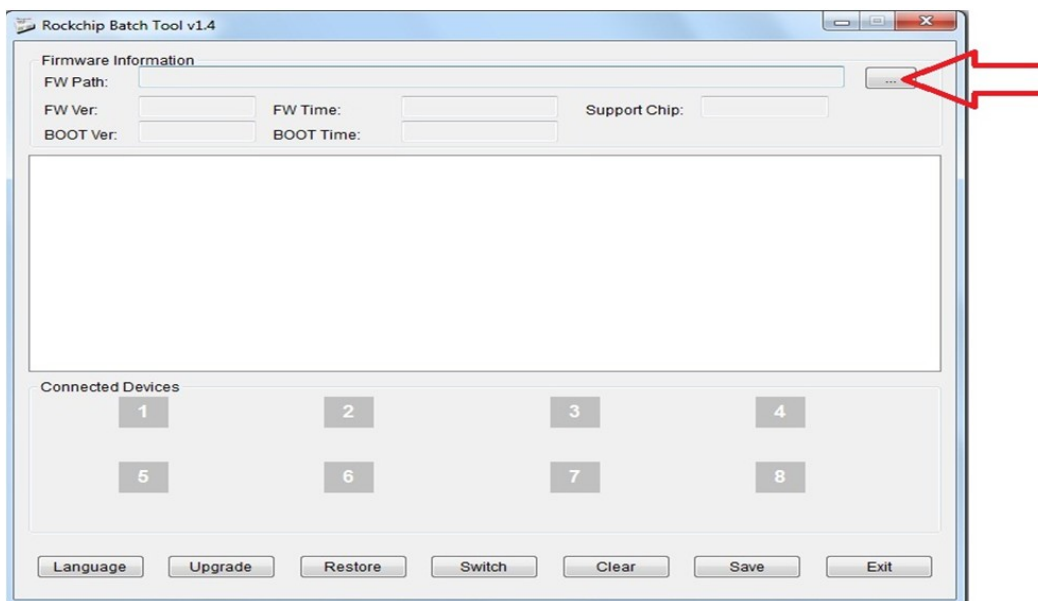 Rockchip Batch Tool v1.4
Firmware Information
FW Path:
...
FW Ver: FW Time: Support Chip:
BOOT Ver: BOOT Time:
Connected Devices
1 2 3 4
5 6 7 8
Language Upgrade Restore Switch Clear Save Exit